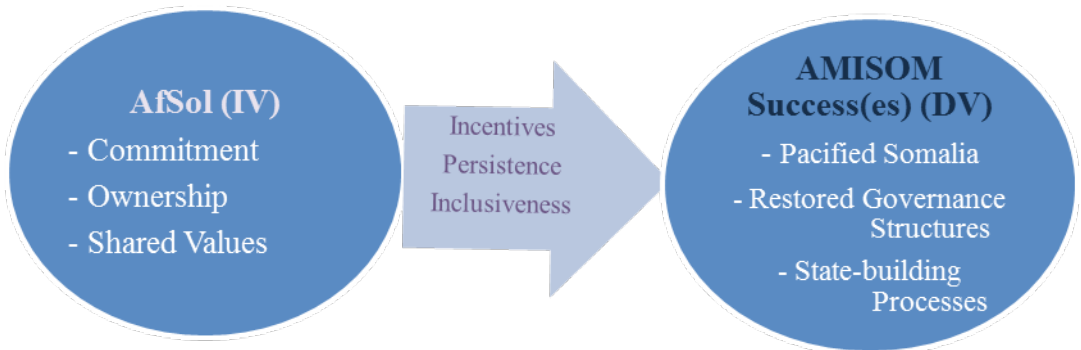 AfSol (IV)
- Commitment
- Ownership
- Shared Values
Incentives
Persistence
Inclusiveness
AMISOM
Success(es) (DV)
- Pacified Somalia
- Restored Governance
Structures
- State-building
Processes